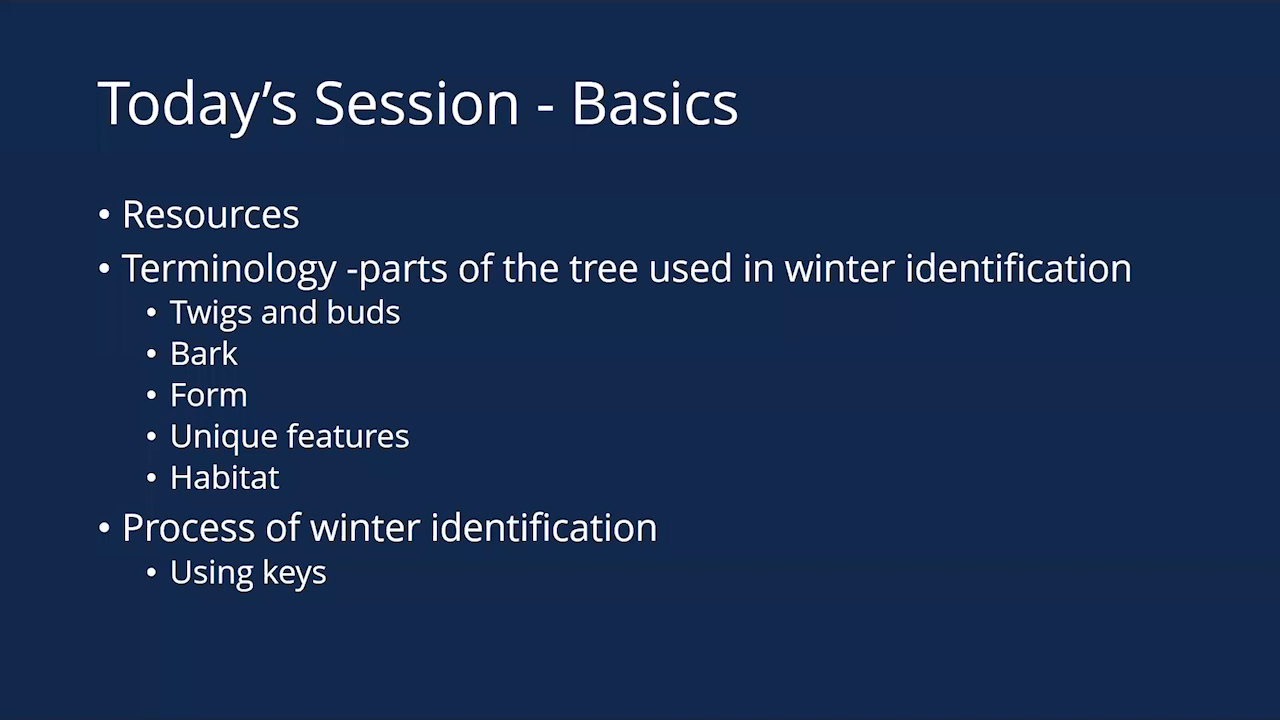 Today’s Session - Basics
• Resources
• Terminology -parts of the tree used in winter identification
• Twigs and buds
• Bark
• Form
• Unique features
• Habitat
• Process of winter identification
• Using keys